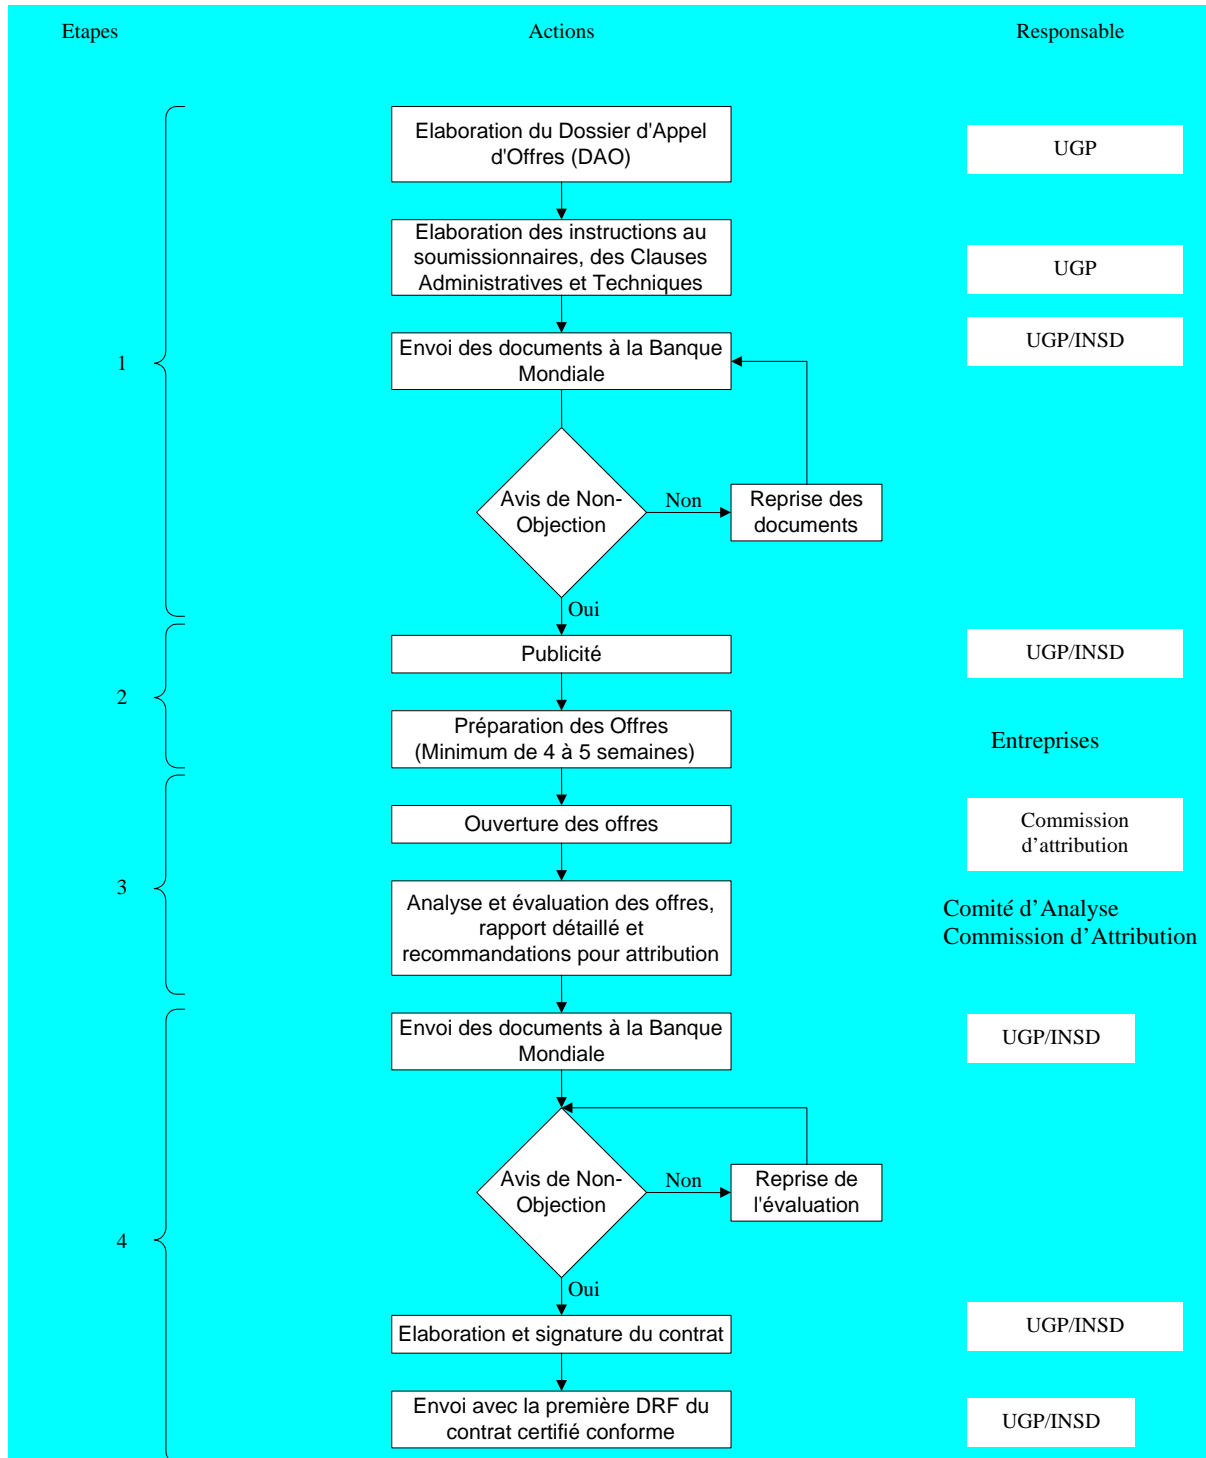 Etapes
Actions
Responsable
Elaboration du Dossier d'Appel
d'Offres (DAO)
UGP
Elaboration des instructions au
soumissionnaires, des Clauses
Administratives et Techniques
UGP
1
Envoi des documents à la Banque
Mondiale
UGP/INSD
Avis de Non-
Objection
Non
Reprise des
documents
Oui
2
Publicité
UGP/INSD
Préparation des Offres
(Minimum de 4 à 5 semaines)
Entreprises
3
Ouverture des offres
Commission
d’attribution
Analyse et évaluation des offres,
rapport détaillé et
recommandations pour attribution
Comité d’Analyse
Commission d’Attribution
4
Envoi des documents à la Banque
Mondiale
UGP/INSD
Avis de Non-
Objection
Non
Reprise de
l'évaluation
Oui
Elaboration et signature du contrat
UGP/INSD
Envoi avec la première DRF du
contrat certifié conforme
UGP/INSD